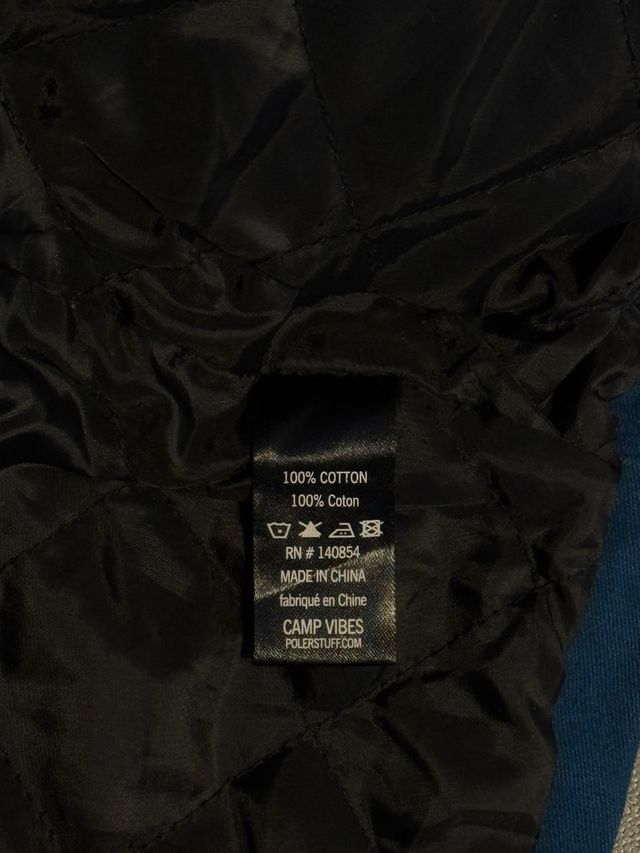 100% COTTON
100% Coton
RN # 140854
MADE IN CHINA
fabriqué en Chine
CAMP VIBES
POLERSTUFF.COM